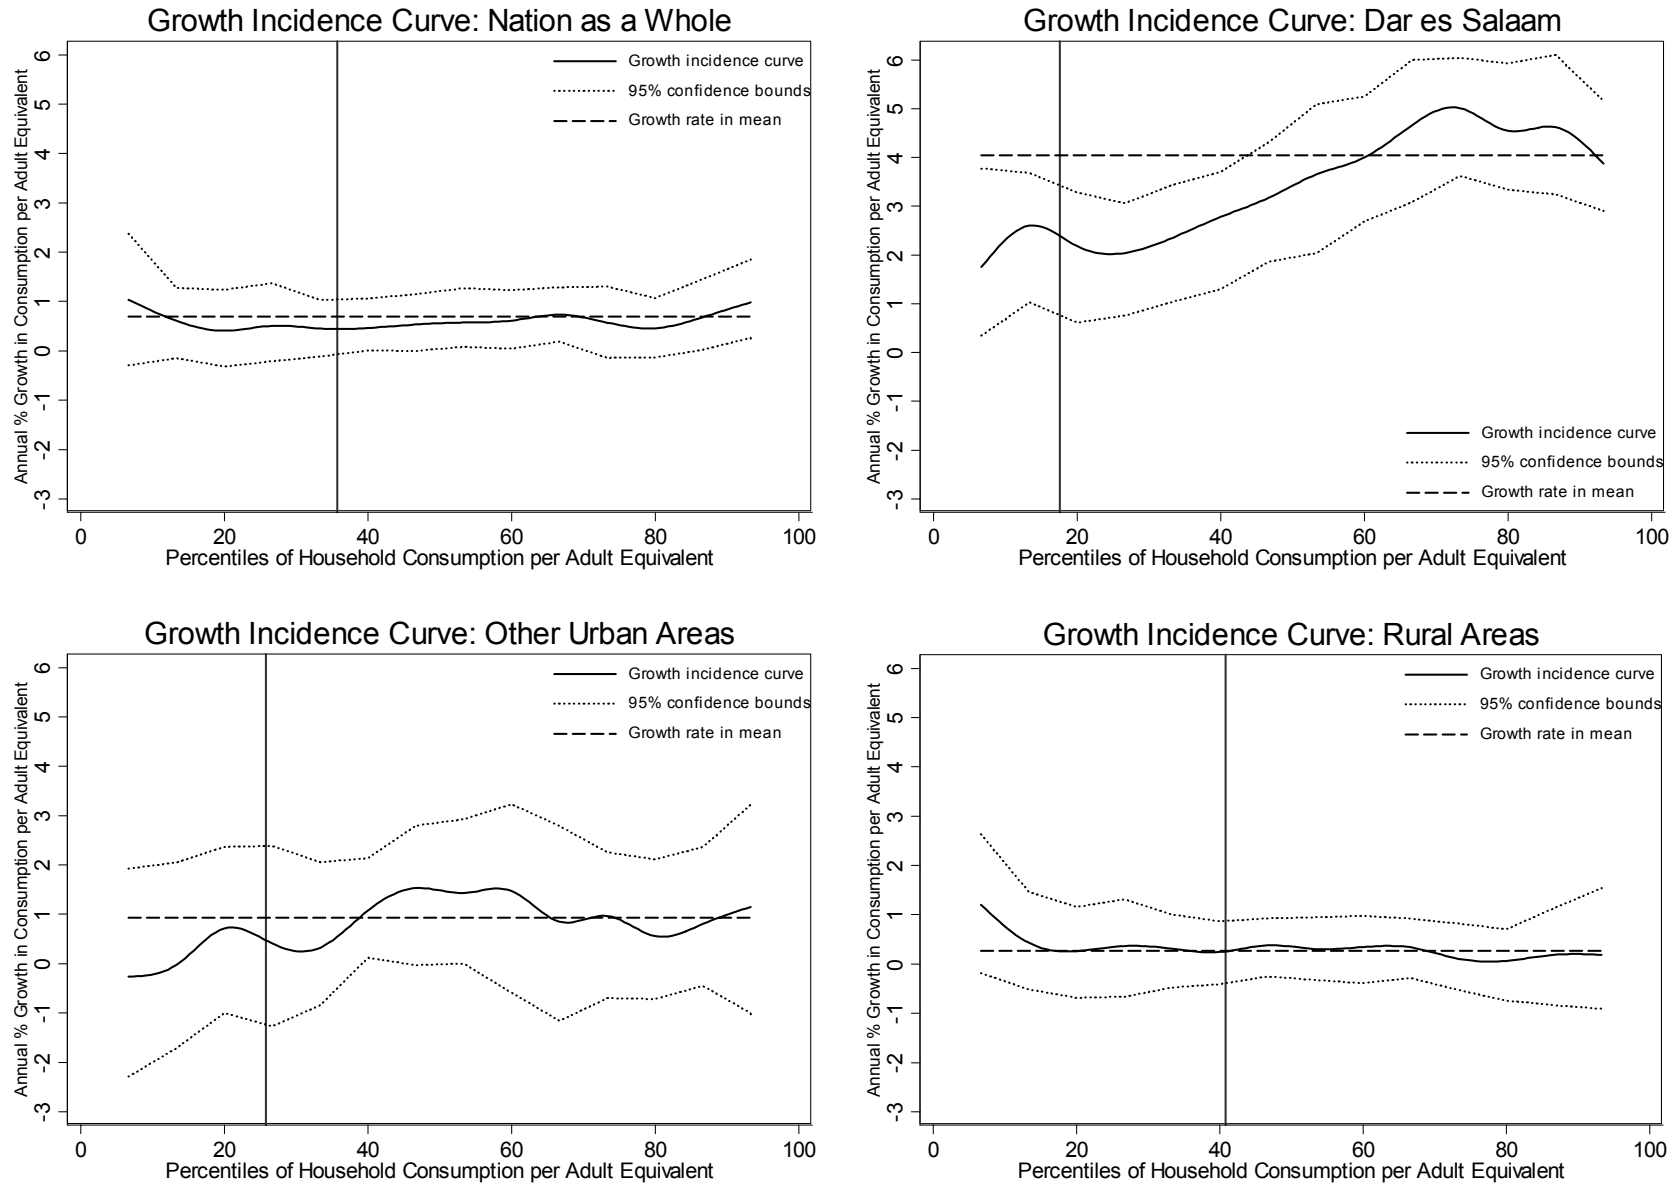 Growth Incidence Curve: Nation as a Whole
Annual % Growth in Consumption per Adult Equivalent
6
5
4
3
2
1
0
-1
-2
-3
Growth incidence curve
95% confidence bounds
Growth rate in mean
0 20 40 60 80 100
Percentiles of Household Consumption per Adult Equivalent
Growth Incidence Curve: Dar es Salaam
Annual % Growth in Consumption per Adult Equivalent
6
5
4
3
2
1
0
-1
-2
-3
Growth incidence curve
95% confidence bounds
Growth rate in mean
0 20 40 60 80 100
Percentiles of Household Consumption per Adult Equivalent
Growth Incidence Curve: Other Urban Areas
Annual % Growth in Consumption per Adult Equivalent
6
5
4
3
2
1
0
-1
-2
-3
Growth incidence curve
95% confidence bounds
Growth rate in mean
0 20 40 60 80 100
Percentiles of Household Consumption per Adult Equivalent
Growth Incidence Curve: Rural Areas
Annual % Growth in Consumption per Adult Equivalent
6
5
4
3
2
1
0
-1
-2
-3
Growth incidence curve
95% confidence bounds
Growth rate in mean
0 20 40 60 80 100
Percentiles of Household Consumption per Adult Equivalent